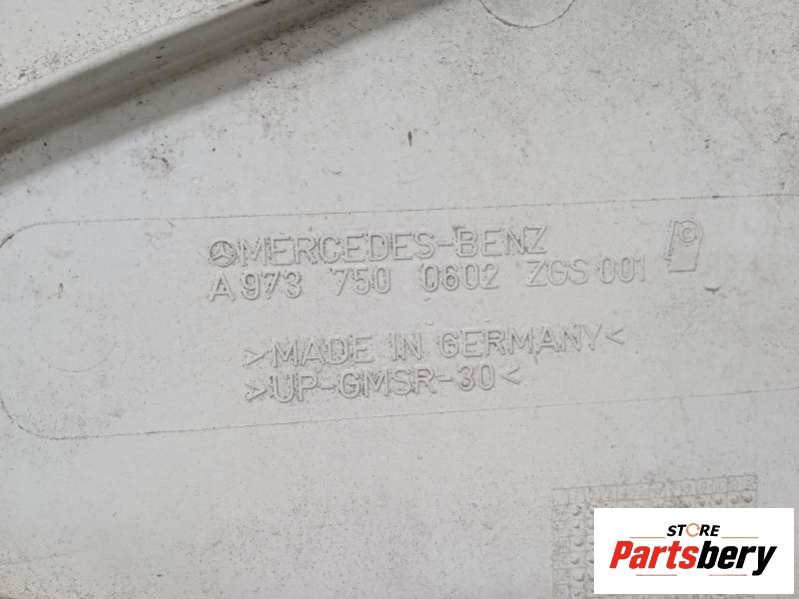 MERCEDES-BENZ
A 973 750 0602 ZGS 001
>MADE IN GERMANY<
>UP-GMSR-30<
STORE
Partsbery